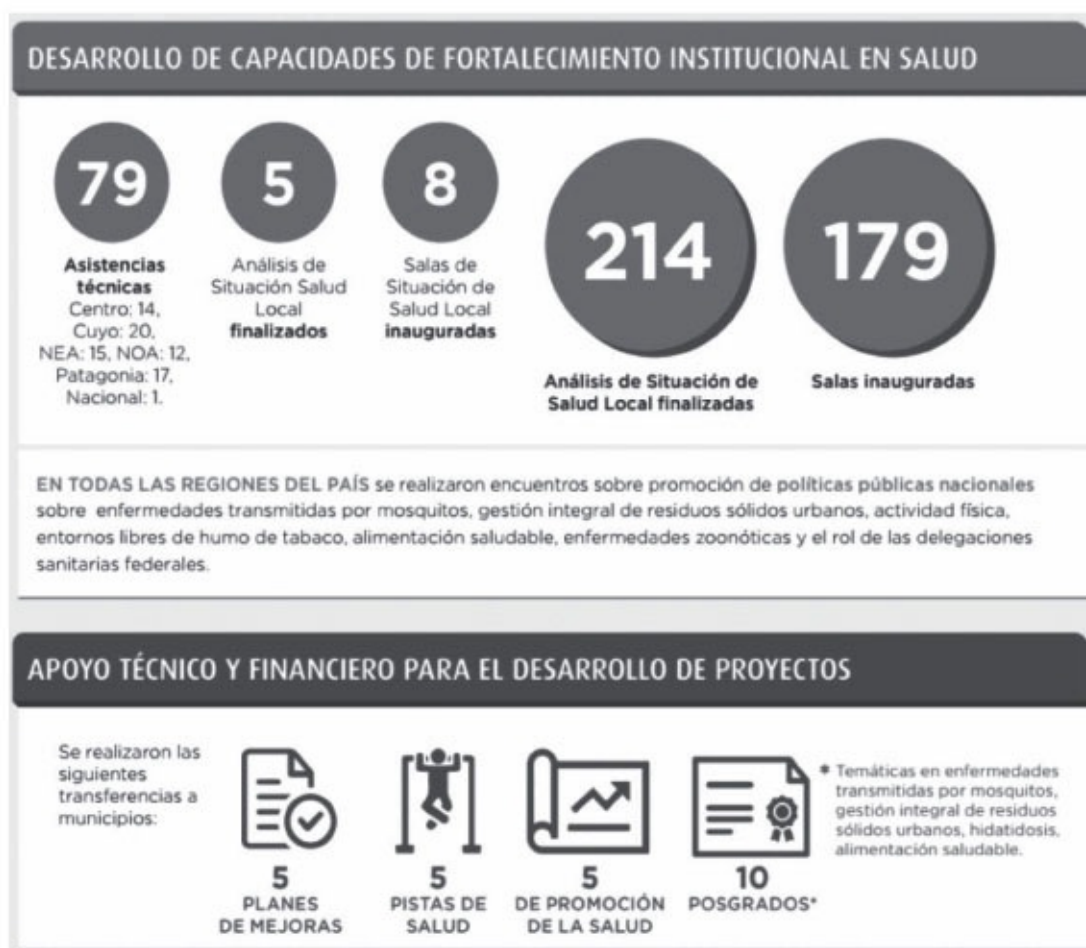 DESARROLLO DE CAPACIDADES DE FORTALECIMIENTO INSTITUCIONAL EN SALUD
79
Asistencias
técnicas
Centro: 14,
Cuyo: 20,
NEA: 15, NOA: 12,
Patagonia: 17,
Nacional: 1.
5
Análisis de
Situación Salud
Local
finalizados
8
Salas de
Situación de
Salud Local
inauguradas
214
Análisis de Situación de
Salud Local finalizadas
179
Salas inauguradas
EN TODAS LAS REGIONES DEL PAÍS se realizaron encuentros sobre promoción de políticas públicas nacionales
sobre enfermedades transmitidas por mosquitos, gestión integral de residuos sólidos urbanos, actividad física,
entornos libres de humo de tabaco, alimentación saludable, enfermedades zoonóticas y el rol de las delegaciones
sanitarias federales.
APOYO TÉCNICO Y FINANCIERO PARA EL DESARROLLO DE PROYECTOS
Se realizaron las
siguientes
transferencias a
municipios:
5
PLANES
DE MEJORAS
5
PISTAS DE
SALUD
5
DE PROMOCIÓN
DE LA SALUD
10
POSGRADOS*
* Temáticas en enfermedades
transmitidas por mosquitos,
gestión integral de residuos
sólidos urbanos, hidatidosis,
alimentación saludable.